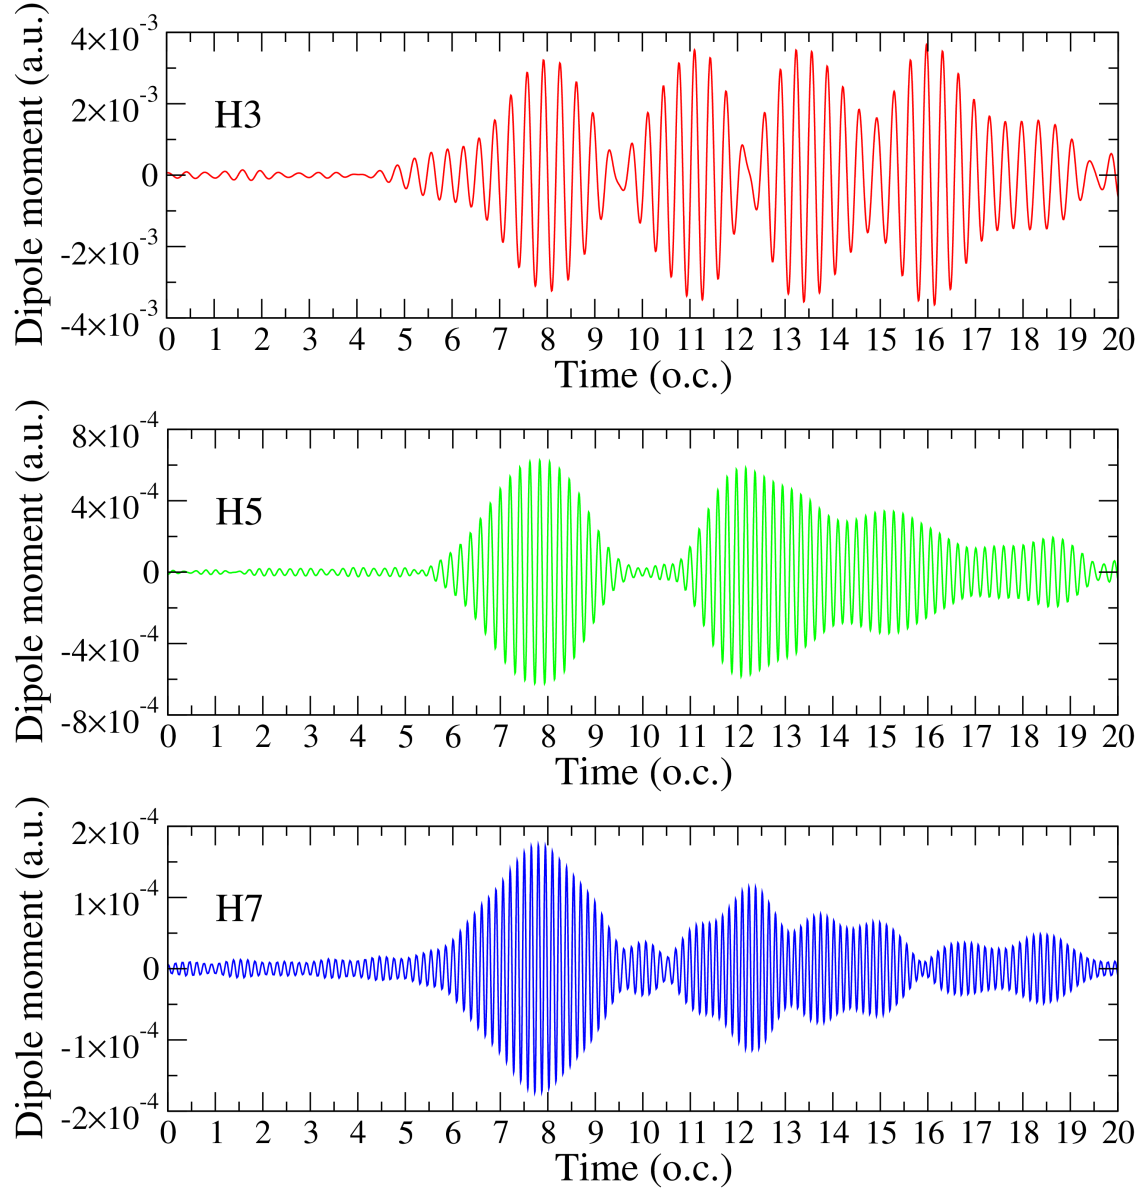 Dipole moment (a.u.)
4×10⁻³
2×10⁻³
0
-2×10⁻³
-4×10⁻³
H3
0 1 2 3 4 5 6 7 8 9 10 11 12 13 14 15 16 17 18 19 20
Time (o.c.)
Dipole moment (a.u.)
8×10⁻⁴
4×10⁻⁴
0
-4×10⁻⁴
-8×10⁻⁴
H5
0 1 2 3 4 5 6 7 8 9 10 11 12 13 14 15 16 17 18 19 20
Time (o.c.)
Dipole moment (a.u.)
2×10⁻⁴
1×10⁻⁴
0
-1×10⁻⁴
-2×10⁻⁴
H7
0 1 2 3 4 5 6 7 8 9 10 11 12 13 14 15 16 17 18 19 20
Time (o.c.)